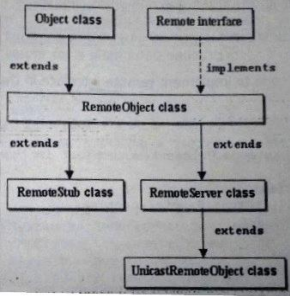 Object class
Remote interface
extends
implements
RemoteObject class
extends
extends
RemoteStub class
RemoteServer class
extends
UnicastRemoteObject class